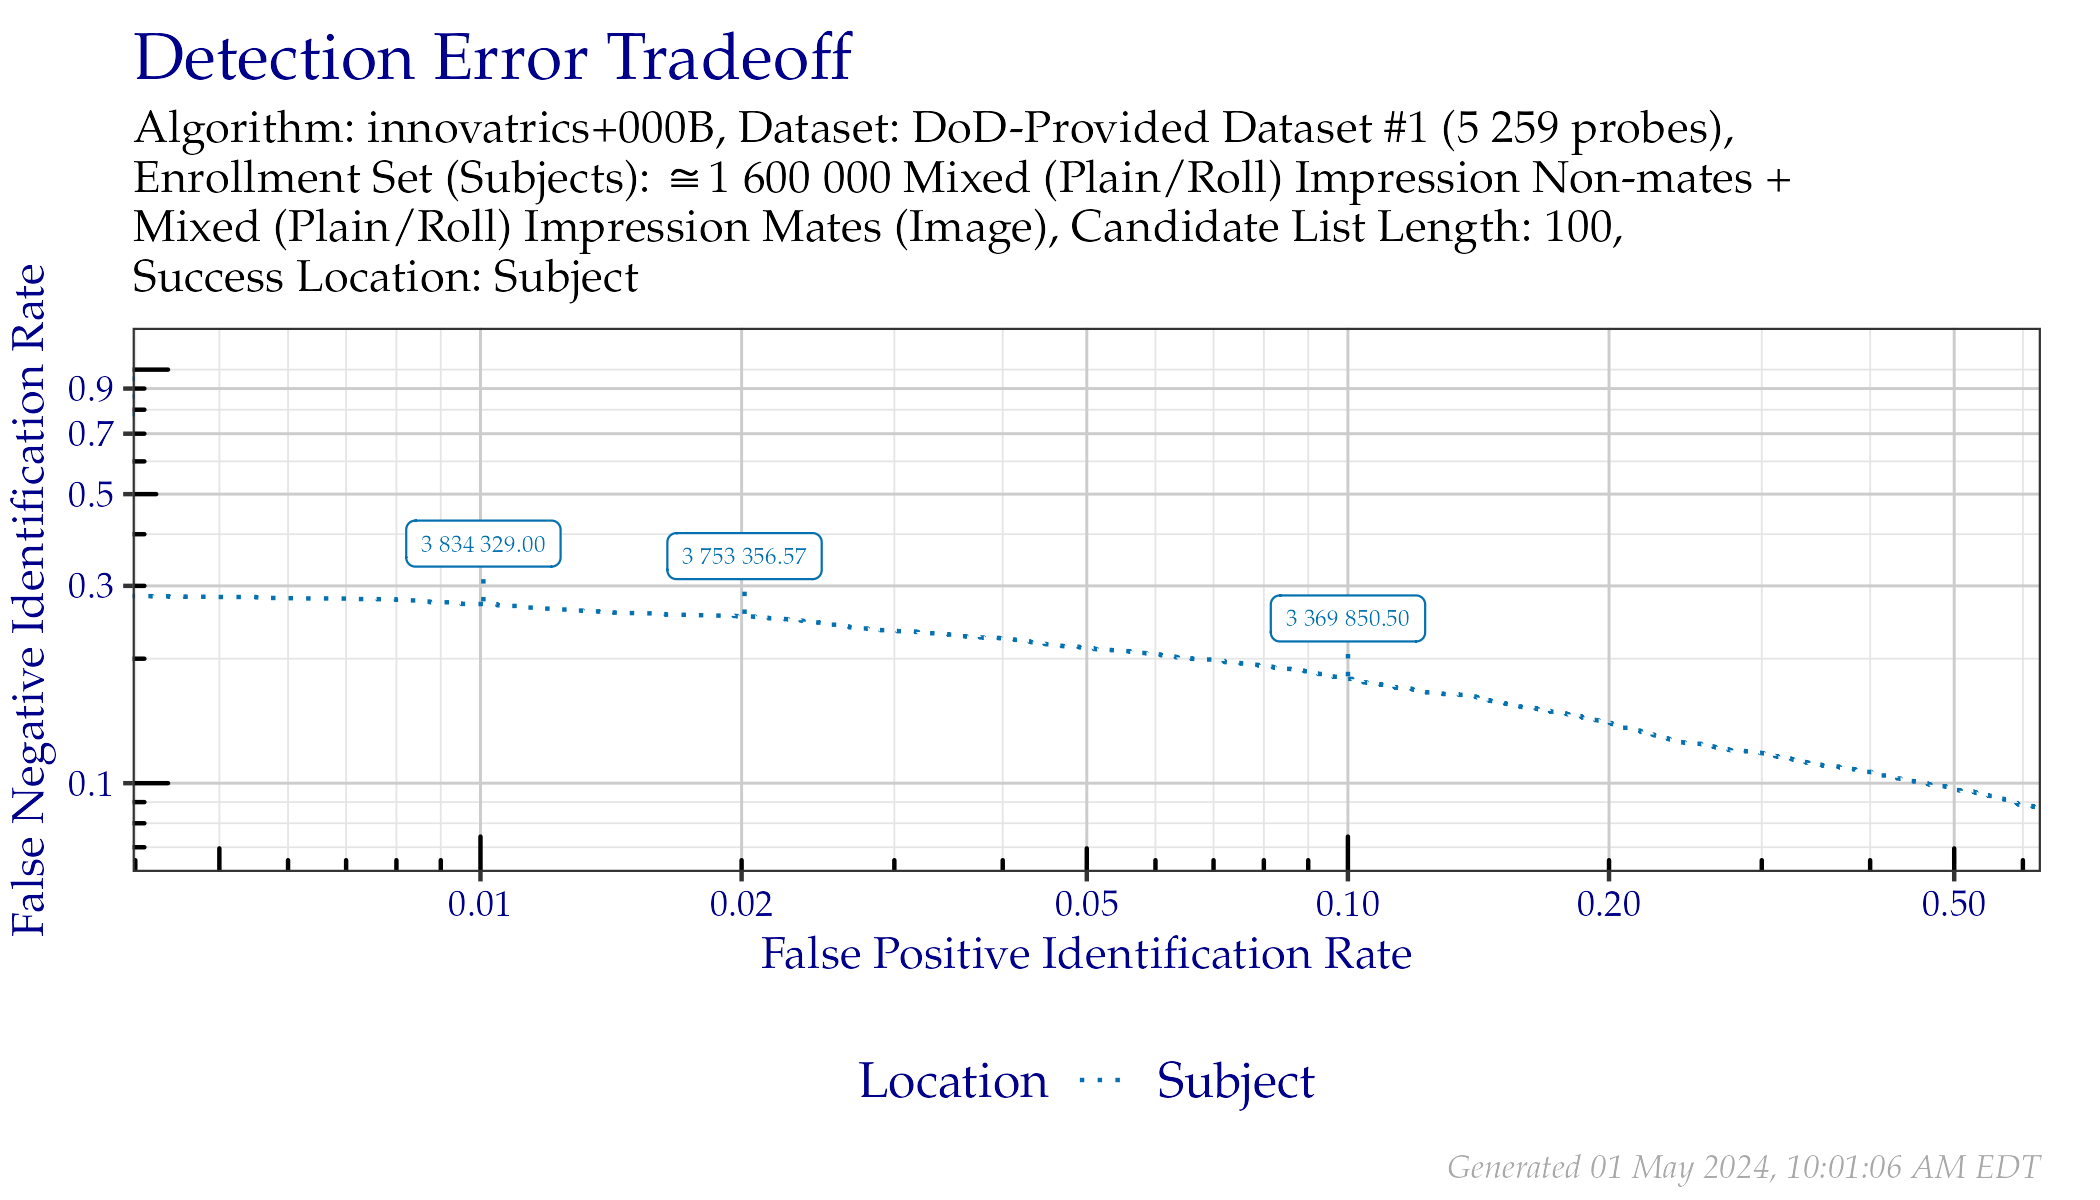 Detection Error Tradeoff
Algorithm: innovatrics+000B, Dataset: DoD-Provided Dataset #1 (5 259 probes),
Enrollment Set (Subjects): ≅ 1 600 000 Mixed (Plain/Roll) Impression Non-mates +
Mixed (Plain/Roll) Impression Mates (Image), Candidate List Length: 100,
Success Location: Subject
False Negative Identification Rate
0.9
0.7
0.5
0.3
0.1
3 834 329.00
3 753 356.57
3 369 850.50
0.01 0.02 0.05 0.10 0.20 0.50
False Positive Identification Rate
Location Subject
Generated 01 May 2024, 10:01:06 AM EDT